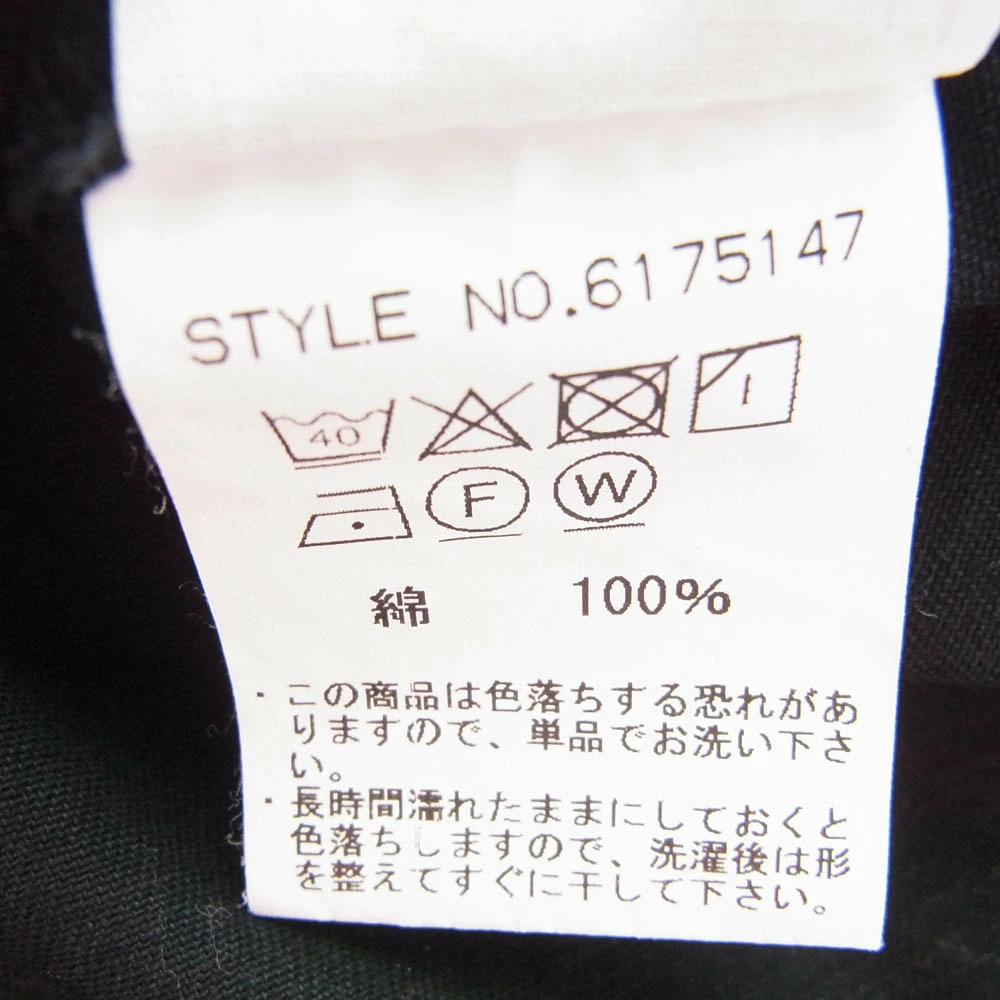 STYLE NO.6175147
40
F W
綿 100%
・この商品は色落ちする恐れがあ
りますので、単品でお洗い下さ
い。
・長時間濡れたままにしておくと
色落ちしますので、洗濯後は形
を整えてすぐに干して下さい。